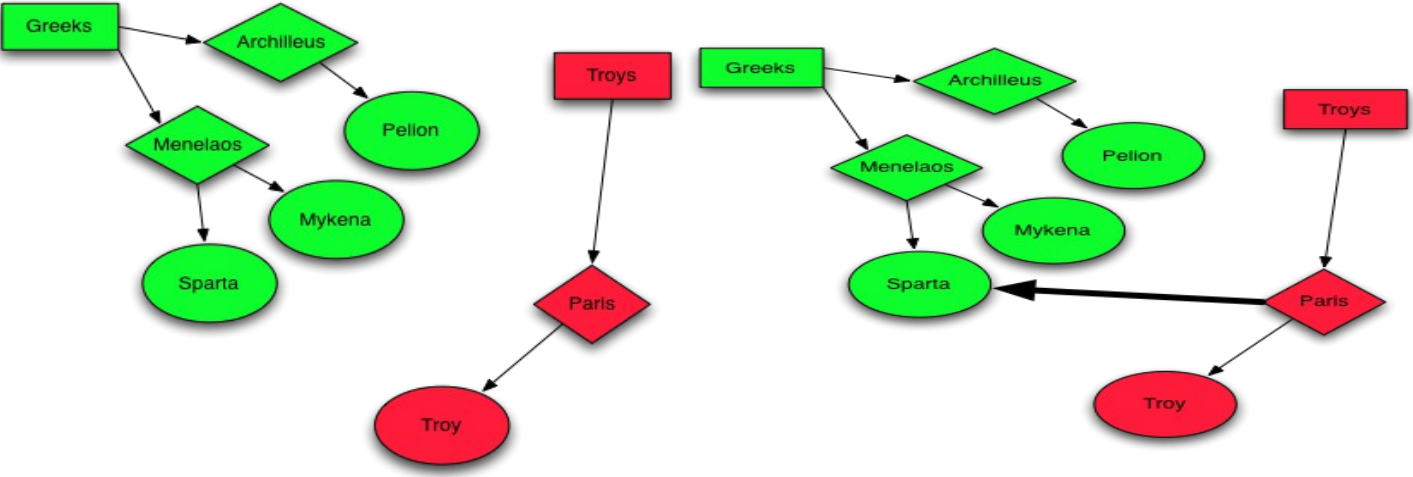 Greeks
Archilleus
Troys
Pelion
Menelaos
Mykena
Sparta
Paris
Troy
Greeks
Archilleus
Troys
Pelion
Menelaos
Mykena
Sparta
Paris
Troy